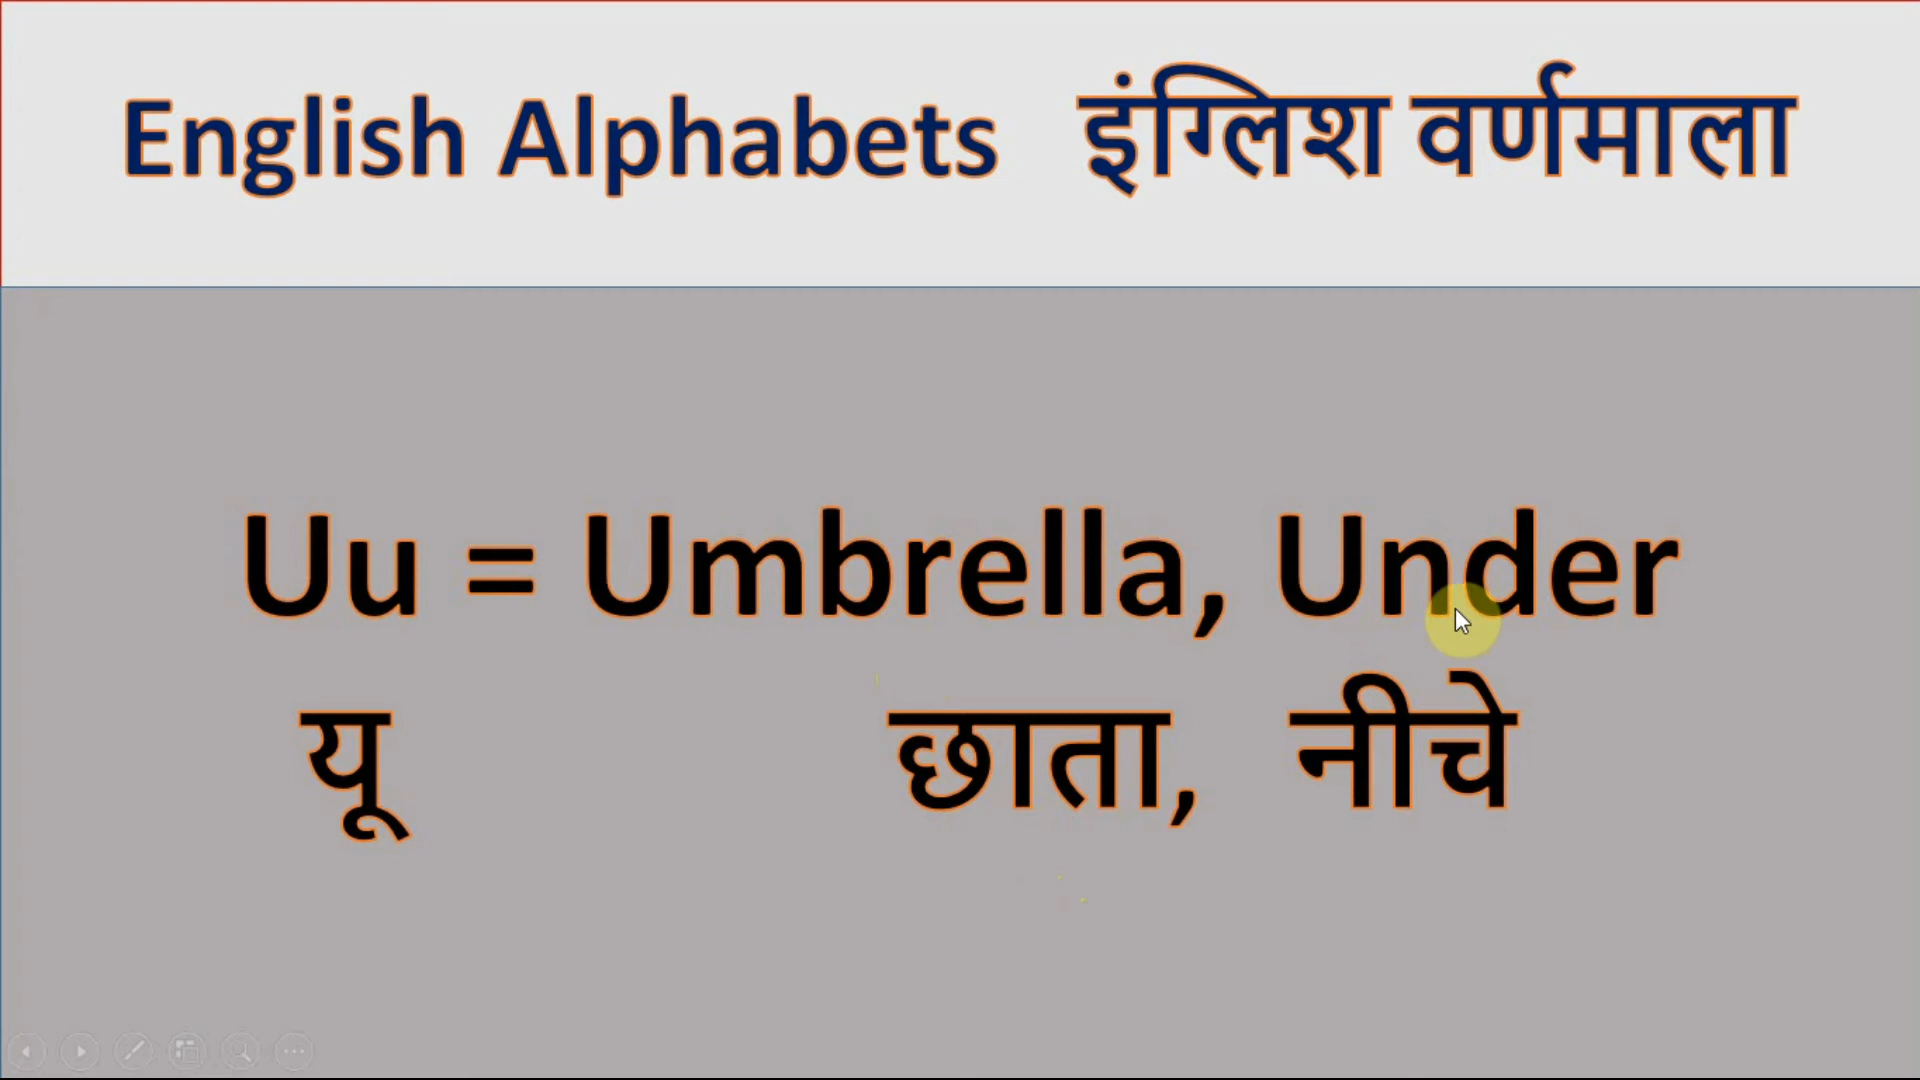 English Alphabets इंग्लिश वर्णमाला
Uu = Umbrella, Under
यू छाता, नीचे